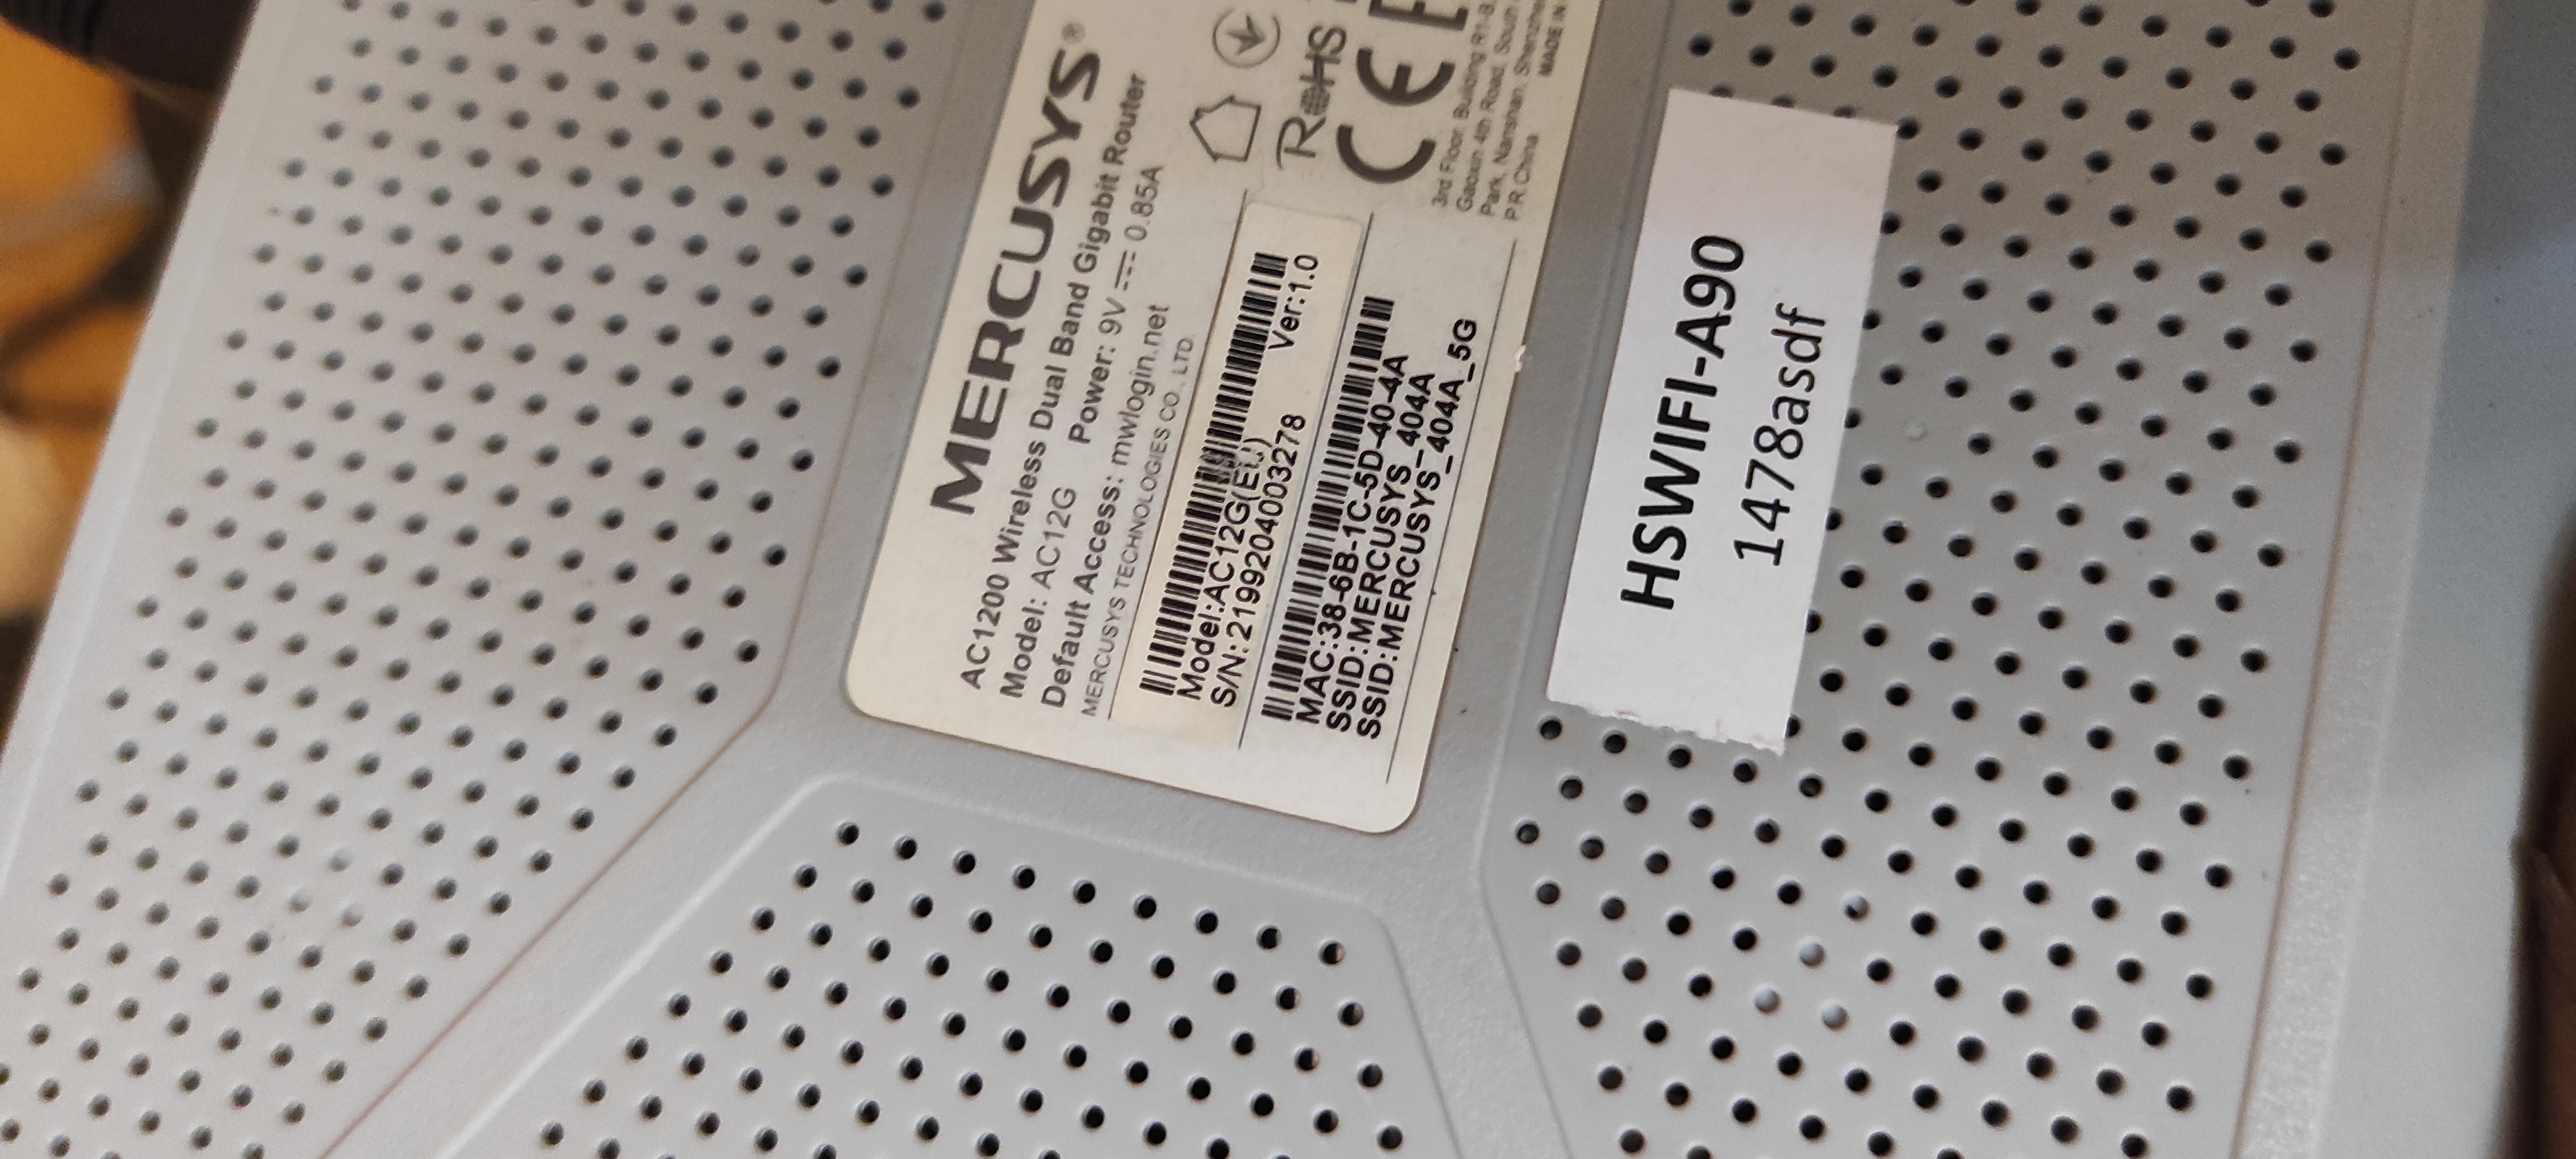 MERCUSYS®
AC1200 Wireless Dual Band Gigabit Router
Model: AC12G Power: 9V⎓0.85A
Default Access: mwlogin.net
MERCUSYS TECHNOLOGIES CO., LTD.
Model:AC12G(EU)
S/N:2199204003278 Ver:1.0
MAC:38-6B-1C-5D-40-4A
SSID:MERCUSYS_404A
SSID:MERCUSYS_404A_5G
RoHS
CE
3rd Floor, Building R1-B,
Gaoxin 4th Road, South
Park, Nanshan, Shenzhen
P.R.China MADE IN
HSWIFI-A90
1478asdf